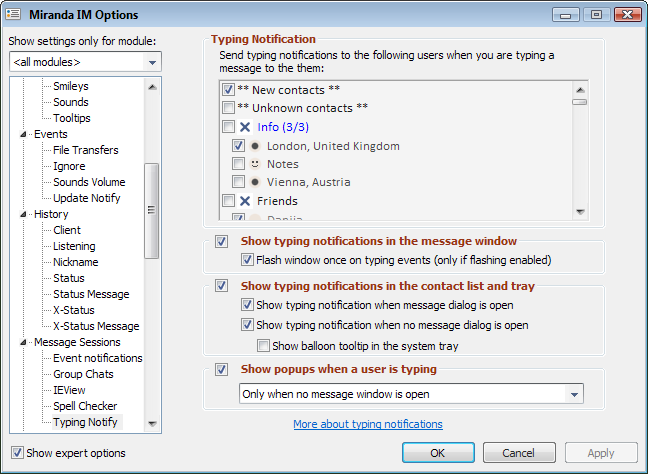 Miranda IM Options
Show settings only for module:
<all modules>
Smileys
Sounds
Tooltips
Events
File Transfers
Ignore
Sounds Volume
Update Notify
History
Client
Listening
Nickname
Status
Status Message
X-Status
X-Status Message
Message Sessions
Event notifications
Group Chats
IEView
Spell Checker
Typing Notify
Show expert options
Typing Notification
Send typing notifications to the following users when you are typing a
message to them:
** New contacts **
** Unknown contacts **
Info (3/3)
London, United Kingdom
Notes
Vienna, Austria
Friends
Show typing notifications in the message window
Flash window once on typing events (only if flashing enabled)
Show typing notifications in the contact list and tray
Show typing notification when message dialog is open
Show typing notification when no message dialog is open
Show balloon tooltip in the system tray
Show popups when a user is typing
Only when no message window is open
More about typing notifications
OK
Cancel
Apply